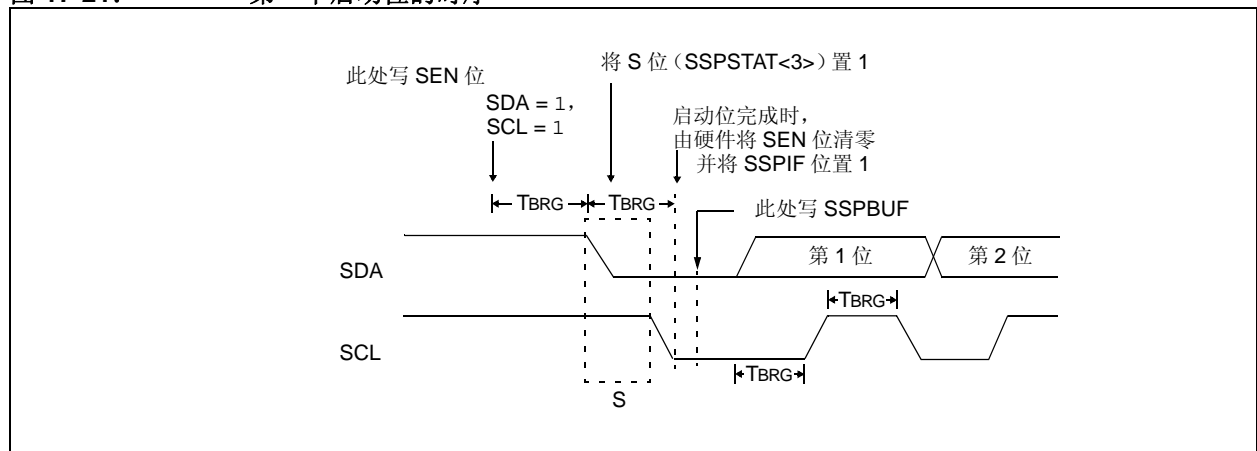 将 S 位（SSPSTAT<3>）置 1
此处写 SEN 位
SDA = 1，
SCL = 1
启动位完成时，
由硬件将 SEN 位清零
并将 SSPIF 位置 1
TBRG
TBRG
此处写 SSPBUF
SDA
第 1 位
第 2 位
TBRG
SCL
TBRG
S